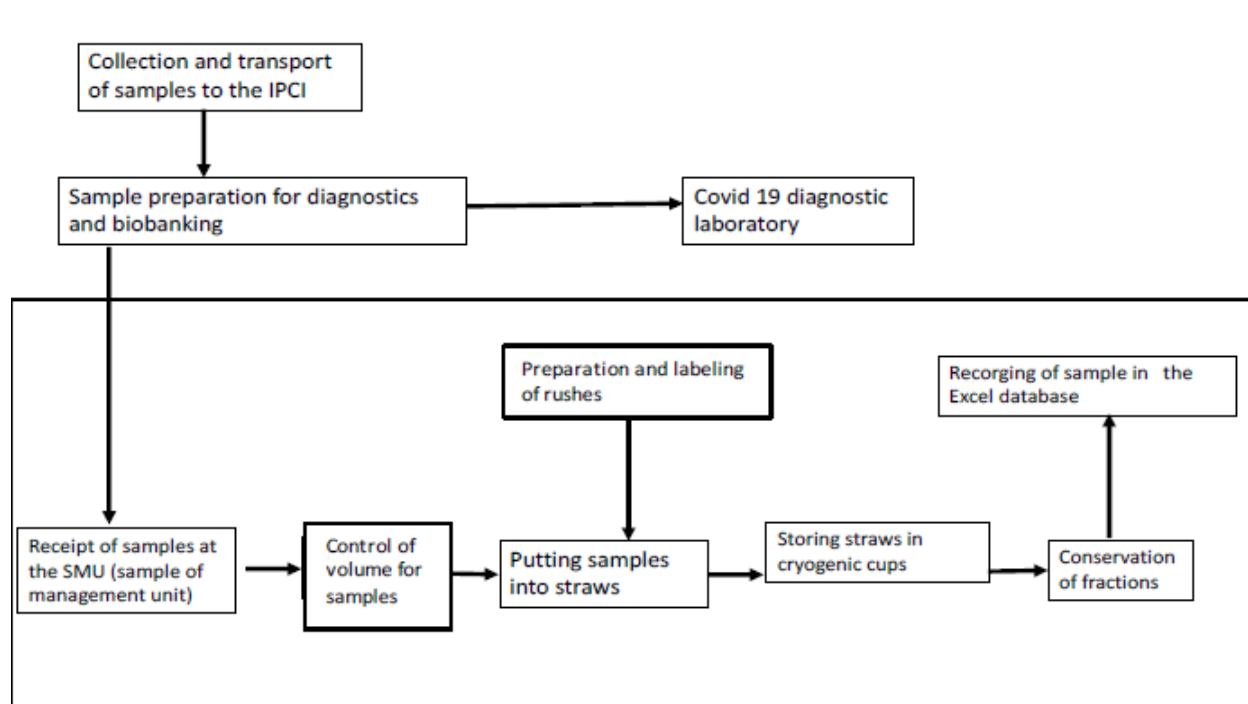 Collection and transport
of samples to the IPCI
Sample preparation for diagnostics
and biobanking
Covid 19 diagnostic
laboratory
Preparation and labeling
of rushes
Recorging of sample in the
Excel database
Receipt of samples at
the SMU (sample of
management unit)
Control of
volume for
samples
Putting samples
into straws
Storing straws in
cryogenic cups
Conservation
of fractions